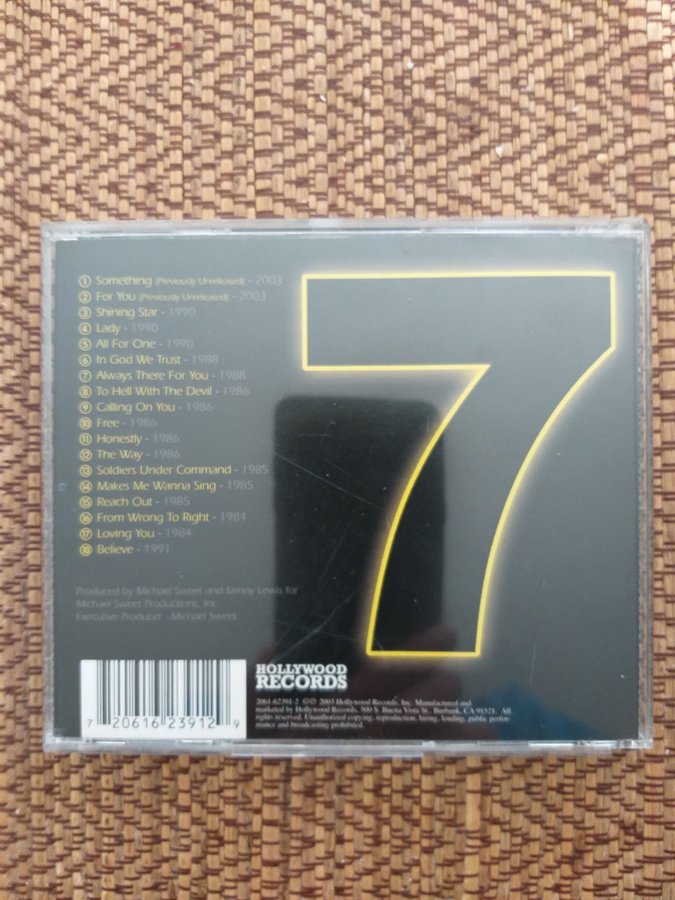 1 Something (Previously Unreleased) - 2003
2 For You (Previously Unreleased) - 2003
3 Shining Star - 1990
4 Lady - 1990
5 All For One - 1990
6 In God We Trust - 1988
7 Always There For You - 1988
8 To Hell With The Devil - 1986
9 Calling On You - 1986
10 Free - 1986
11 Honestly - 1986
12 The Way - 1986
13 Soldiers Under Command - 1985
14 Makes Me Wanna Sing - 1985
15 Reach Out - 1985
16 From Wrong To Right - 1984
17 Loving You - 1984
18 Believe - 1991
7
Produced by Michael Sweet and Kenny Lewis for
Michael Sweet Productions, Inc.
Executive Producer - Michael Sweet
7 20616 23912 9
HOLLYWOOD
RECORDS
2061-62391-2 ©℗ 2003 Hollywood Records, Inc. Manufactured and
marketed by Hollywood Records, 500 S. Buena Vista St., Burbank, CA 91521. All
rights reserved. Unauthorized copying, reproduction, hiring, lending, public perfor-
mance and broadcasting prohibited.